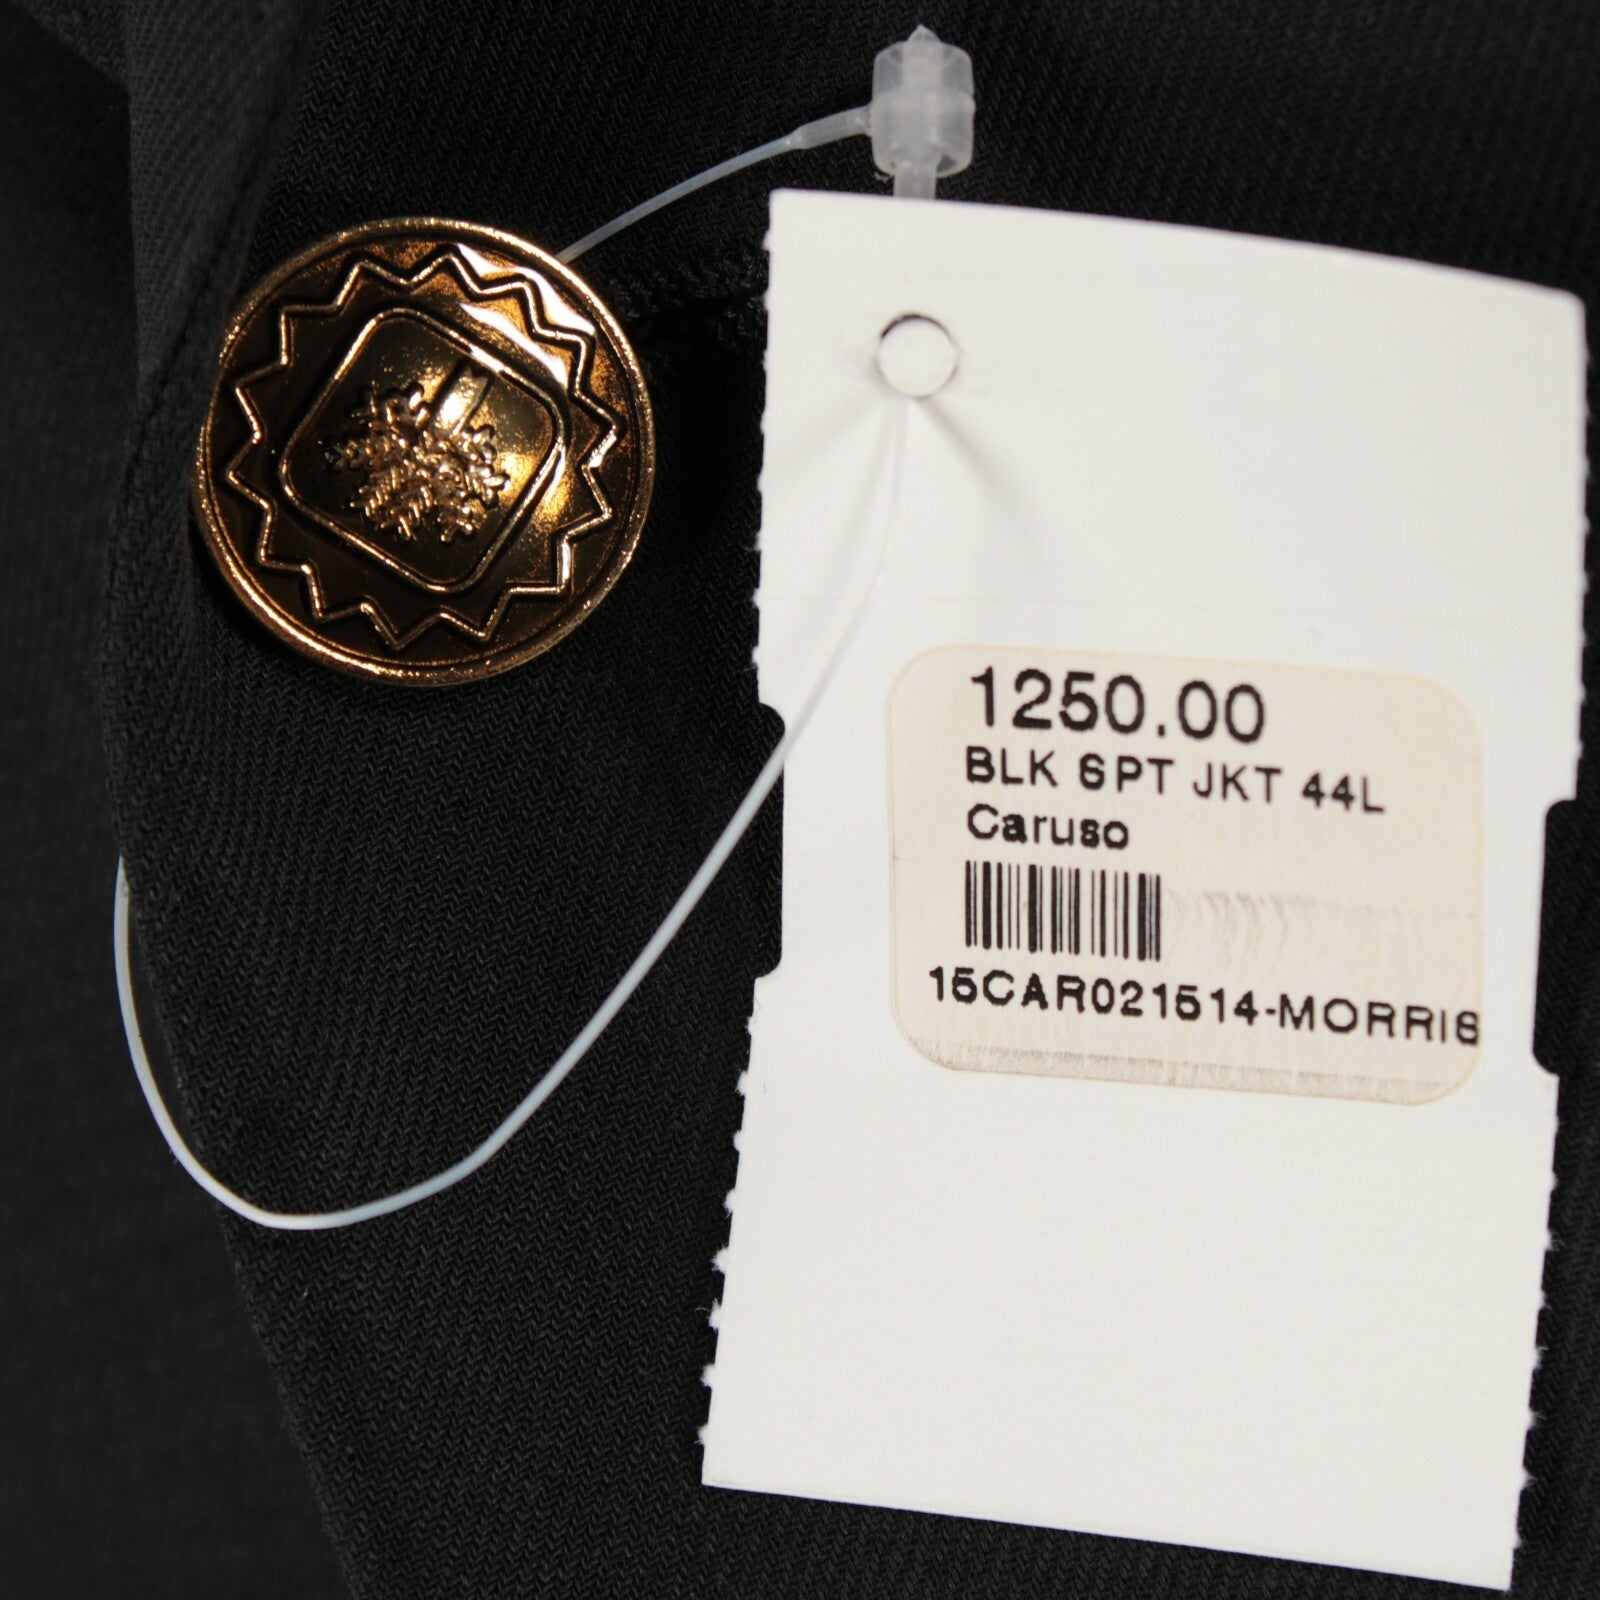 1250.00
BLK SPT JKT 44L
Caruso
15CAR021514-MORRIS